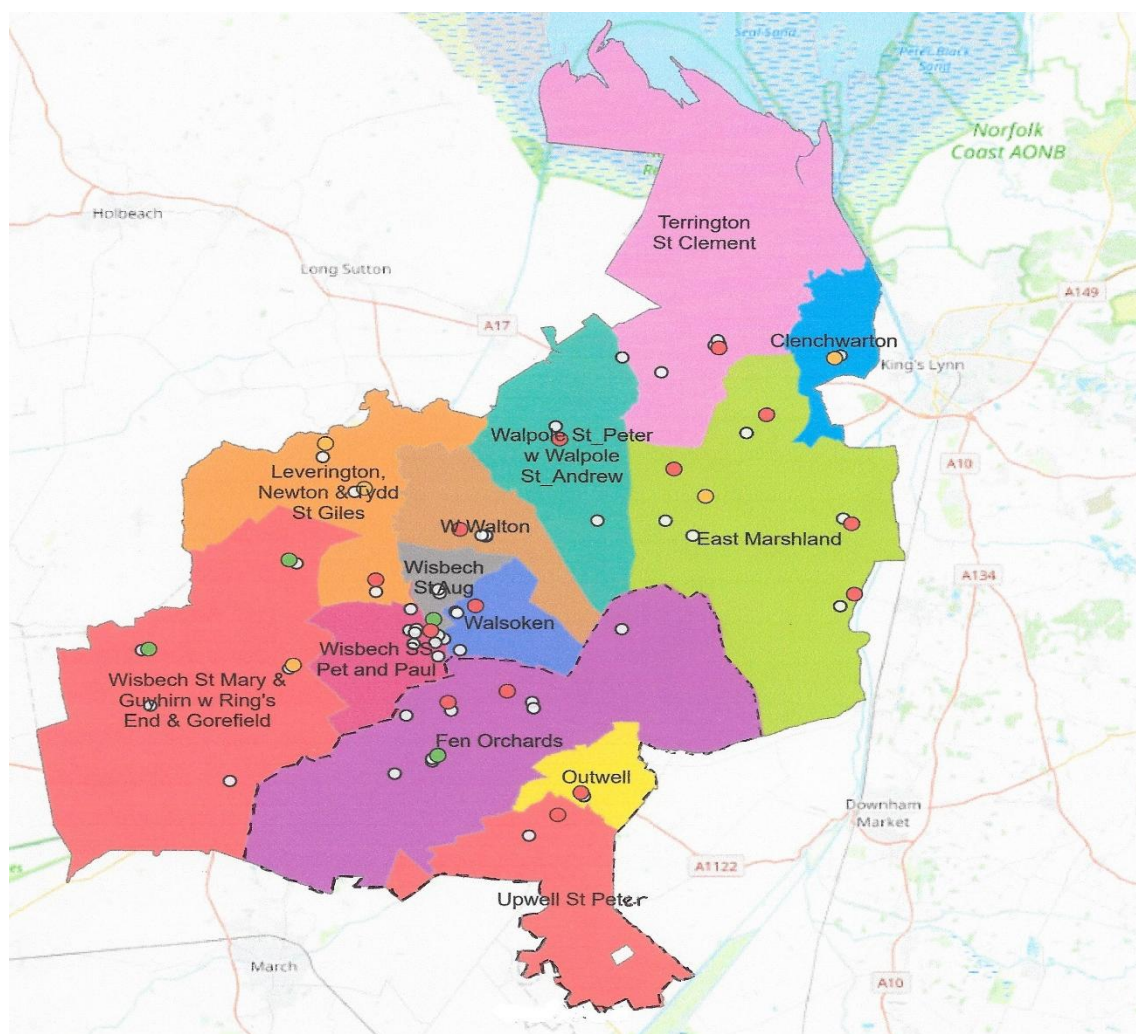 Seal Sand
Peter Black
Sand
Norfolk
Coast AONB
Re
Terrington
St Clement
Holbeach
Long Sutton
A149
A17
Clenchwarton
King's Lynn
Walpole St_Peter
w Walpole
St_Andrew
A10
Leverington,
Newton & Tydd
St Giles
W Walton
East Marshland
Wisbech
St Aug
A134
Walsoken
Wisbech SS
Pet and Paul
Wisbech St Mary &
Guyhirn w Ring's
End & Gorefield
Fen Orchards
Outwell
Downham
Market
es
A1122
Upwell St Peter
March
A10